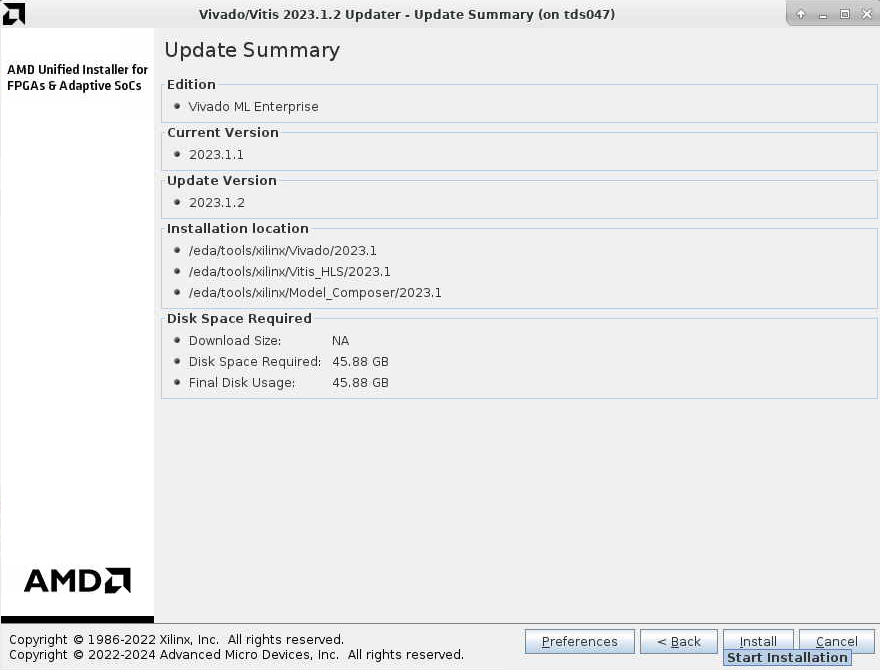 Vivado/Vitis 2023.1.2 Updater - Update Summary (on tds047)
AMD Unified Installer for
FPGAs & Adaptive SoCs
Update Summary
Edition
Vivado ML Enterprise
Current Version
2023.1.1
Update Version
2023.1.2
Installation location
/eda/tools/xilinx/Vivado/2023.1
/eda/tools/xilinx/Vitis_HLS/2023.1
/eda/tools/xilinx/Model_Composer/2023.1
Disk Space Required
Download Size: NA
Disk Space Required: 45.88 GB
Final Disk Usage: 45.88 GB
AMD
Copyright © 1986-2022 Xilinx, Inc. All rights reserved.
Copyright © 2022-2024 Advanced Micro Devices, Inc. All rights reserved.
Preferences < Back Install Cancel
Start Installation